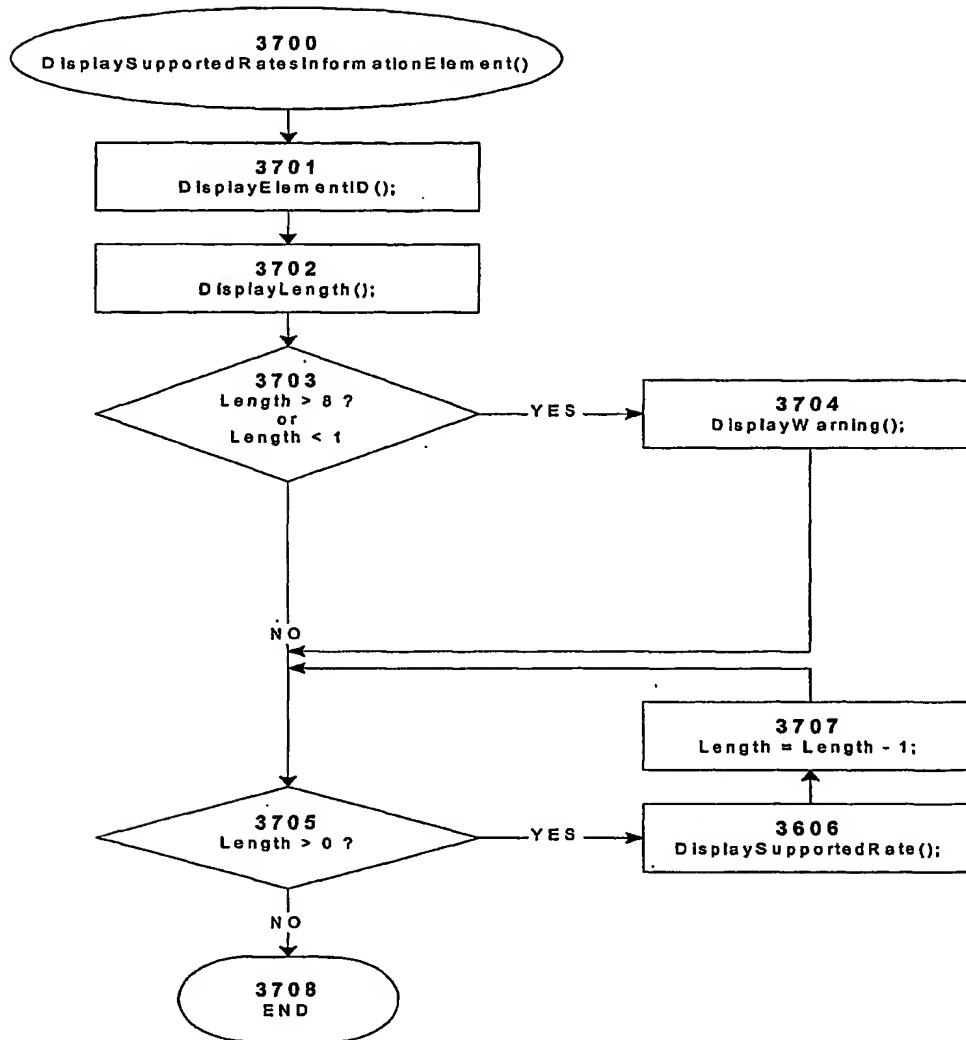 3700
DisplaySupportedRatesInformationElement()
3701
DisplayElementID();
3702
DisplayLength();
3703
Length > 8 ?
or
Length < 1
YES
3704
DisplayWarning();
NO
3707
Length = Length - 1;
3705
Length > 0 ?
YES
3606
DisplaySupportedRate();
NO
3708
END